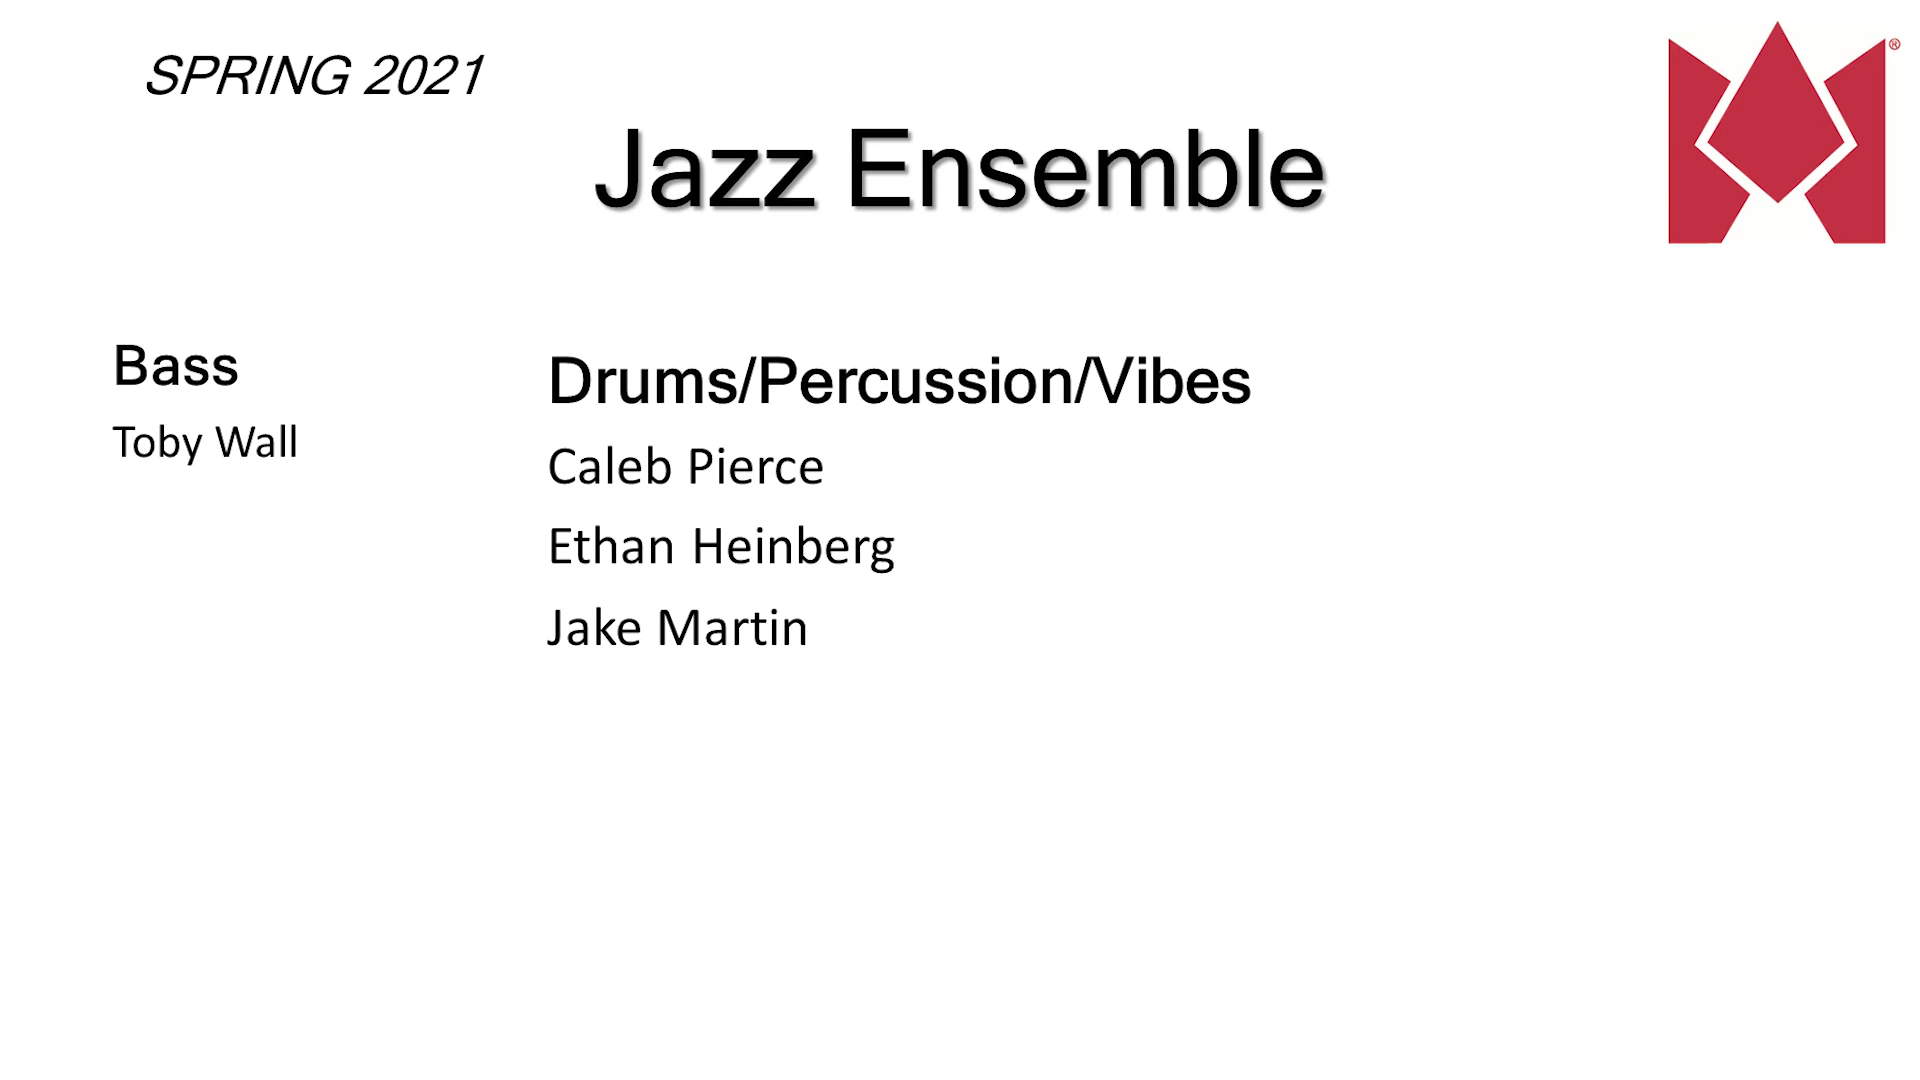 SPRING 2021
Jazz Ensemble
®
Bass
Toby Wall
Drums/Percussion/Vibes
Caleb Pierce
Ethan Heinberg
Jake Martin